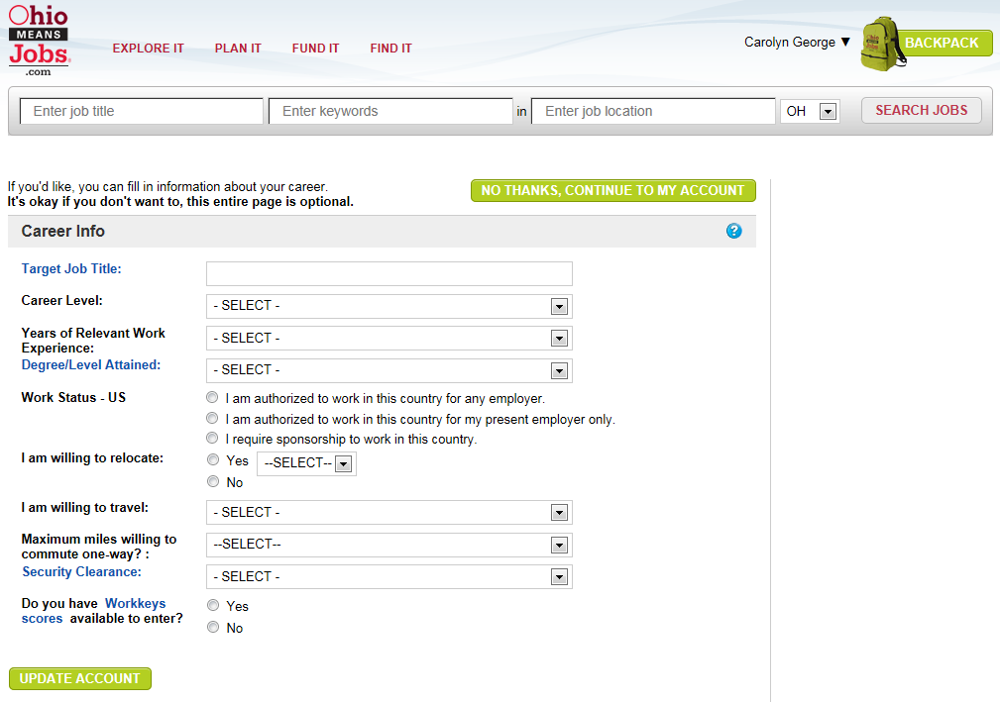 Ohio
MEANS
Jobs
.com
EXPLORE IT
PLAN IT
FUND IT
FIND IT
Carolyn George ▼
BACKPACK
Enter job title
Enter keywords
in
Enter job location
OH
SEARCH JOBS
If you'd like, you can fill in information about your career.
It's okay if you don't want to, this entire page is optional.
NO THANKS, CONTINUE TO MY ACCOUNT
Career Info
?
Target Job Title:
Career Level:
- SELECT -
Years of Relevant Work
Experience:
- SELECT -
Degree/Level Attained:
- SELECT -
Work Status - US
I am authorized to work in this country for any employer.
I am authorized to work in this country for my present employer only.
I require sponsorship to work in this country.
I am willing to relocate:
Yes
--SELECT--
No
I am willing to travel:
- SELECT -
Maximum miles willing to
commute one-way? :
--SELECT--
Security Clearance:
- SELECT -
Do you have Workkeys
scores available to enter?
Yes
No
UPDATE ACCOUNT